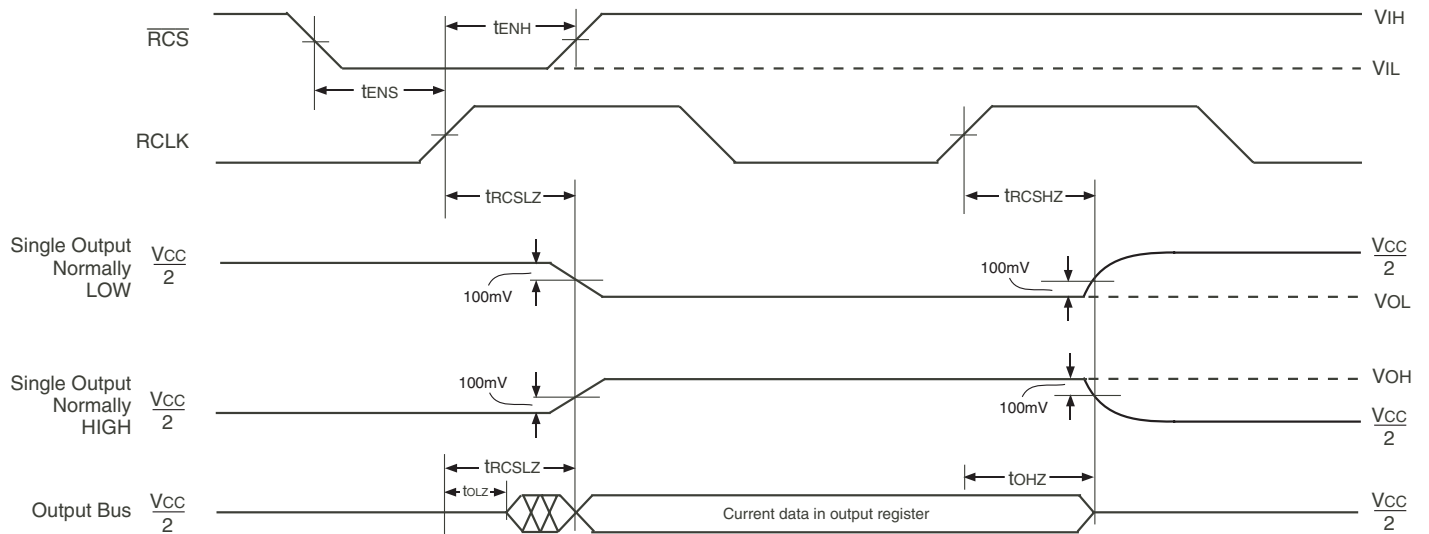 RCS
tENH
VIH
VIL
tENS
RCLK
tRCSLZ
tRCSHZ
Single Output
Normally
LOW
VCC
2
100mV
100mV
VCC
2
VOL
Single Output
Normally
HIGH
VCC
2
100mV
100mV
VOH
VCC
2
tRCSLZ
tOLZ
tOHZ
Output Bus
VCC
2
Current data in output register
VCC
2